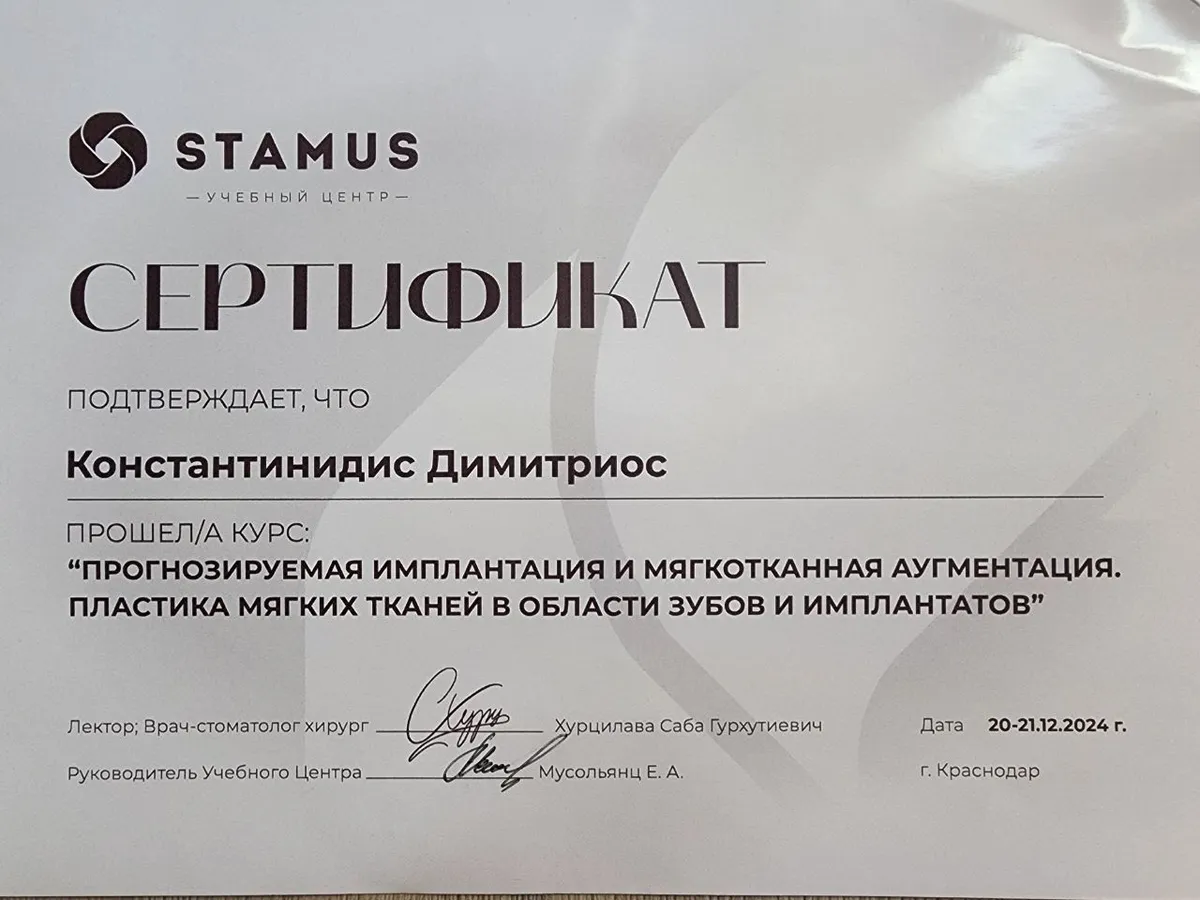 STAMUS
— УЧЕБНЫЙ ЦЕНТР —
СЕРТИФИКАТ
ПОДТВЕРЖДАЕТ, ЧТО
Константинидис Димитриос
ПРОШЕЛ/А КУРС:
“ПРОГНОЗИРУЕМАЯ ИМПЛАНТАЦИЯ И МЯГКОТКАННАЯ АУГМЕНТАЦИЯ.
ПЛАСТИКА МЯГКИХ ТКАНЕЙ В ОБЛАСТИ ЗУБОВ И ИМПЛАНТАТОВ”
Лектор; Врач-стоматолог хирург Хурцилава Саба Гурхутиевич Дата 20-21.12.2024 г.
Руководитель Учебного Центра Мусольянц Е. А. г. Краснодар